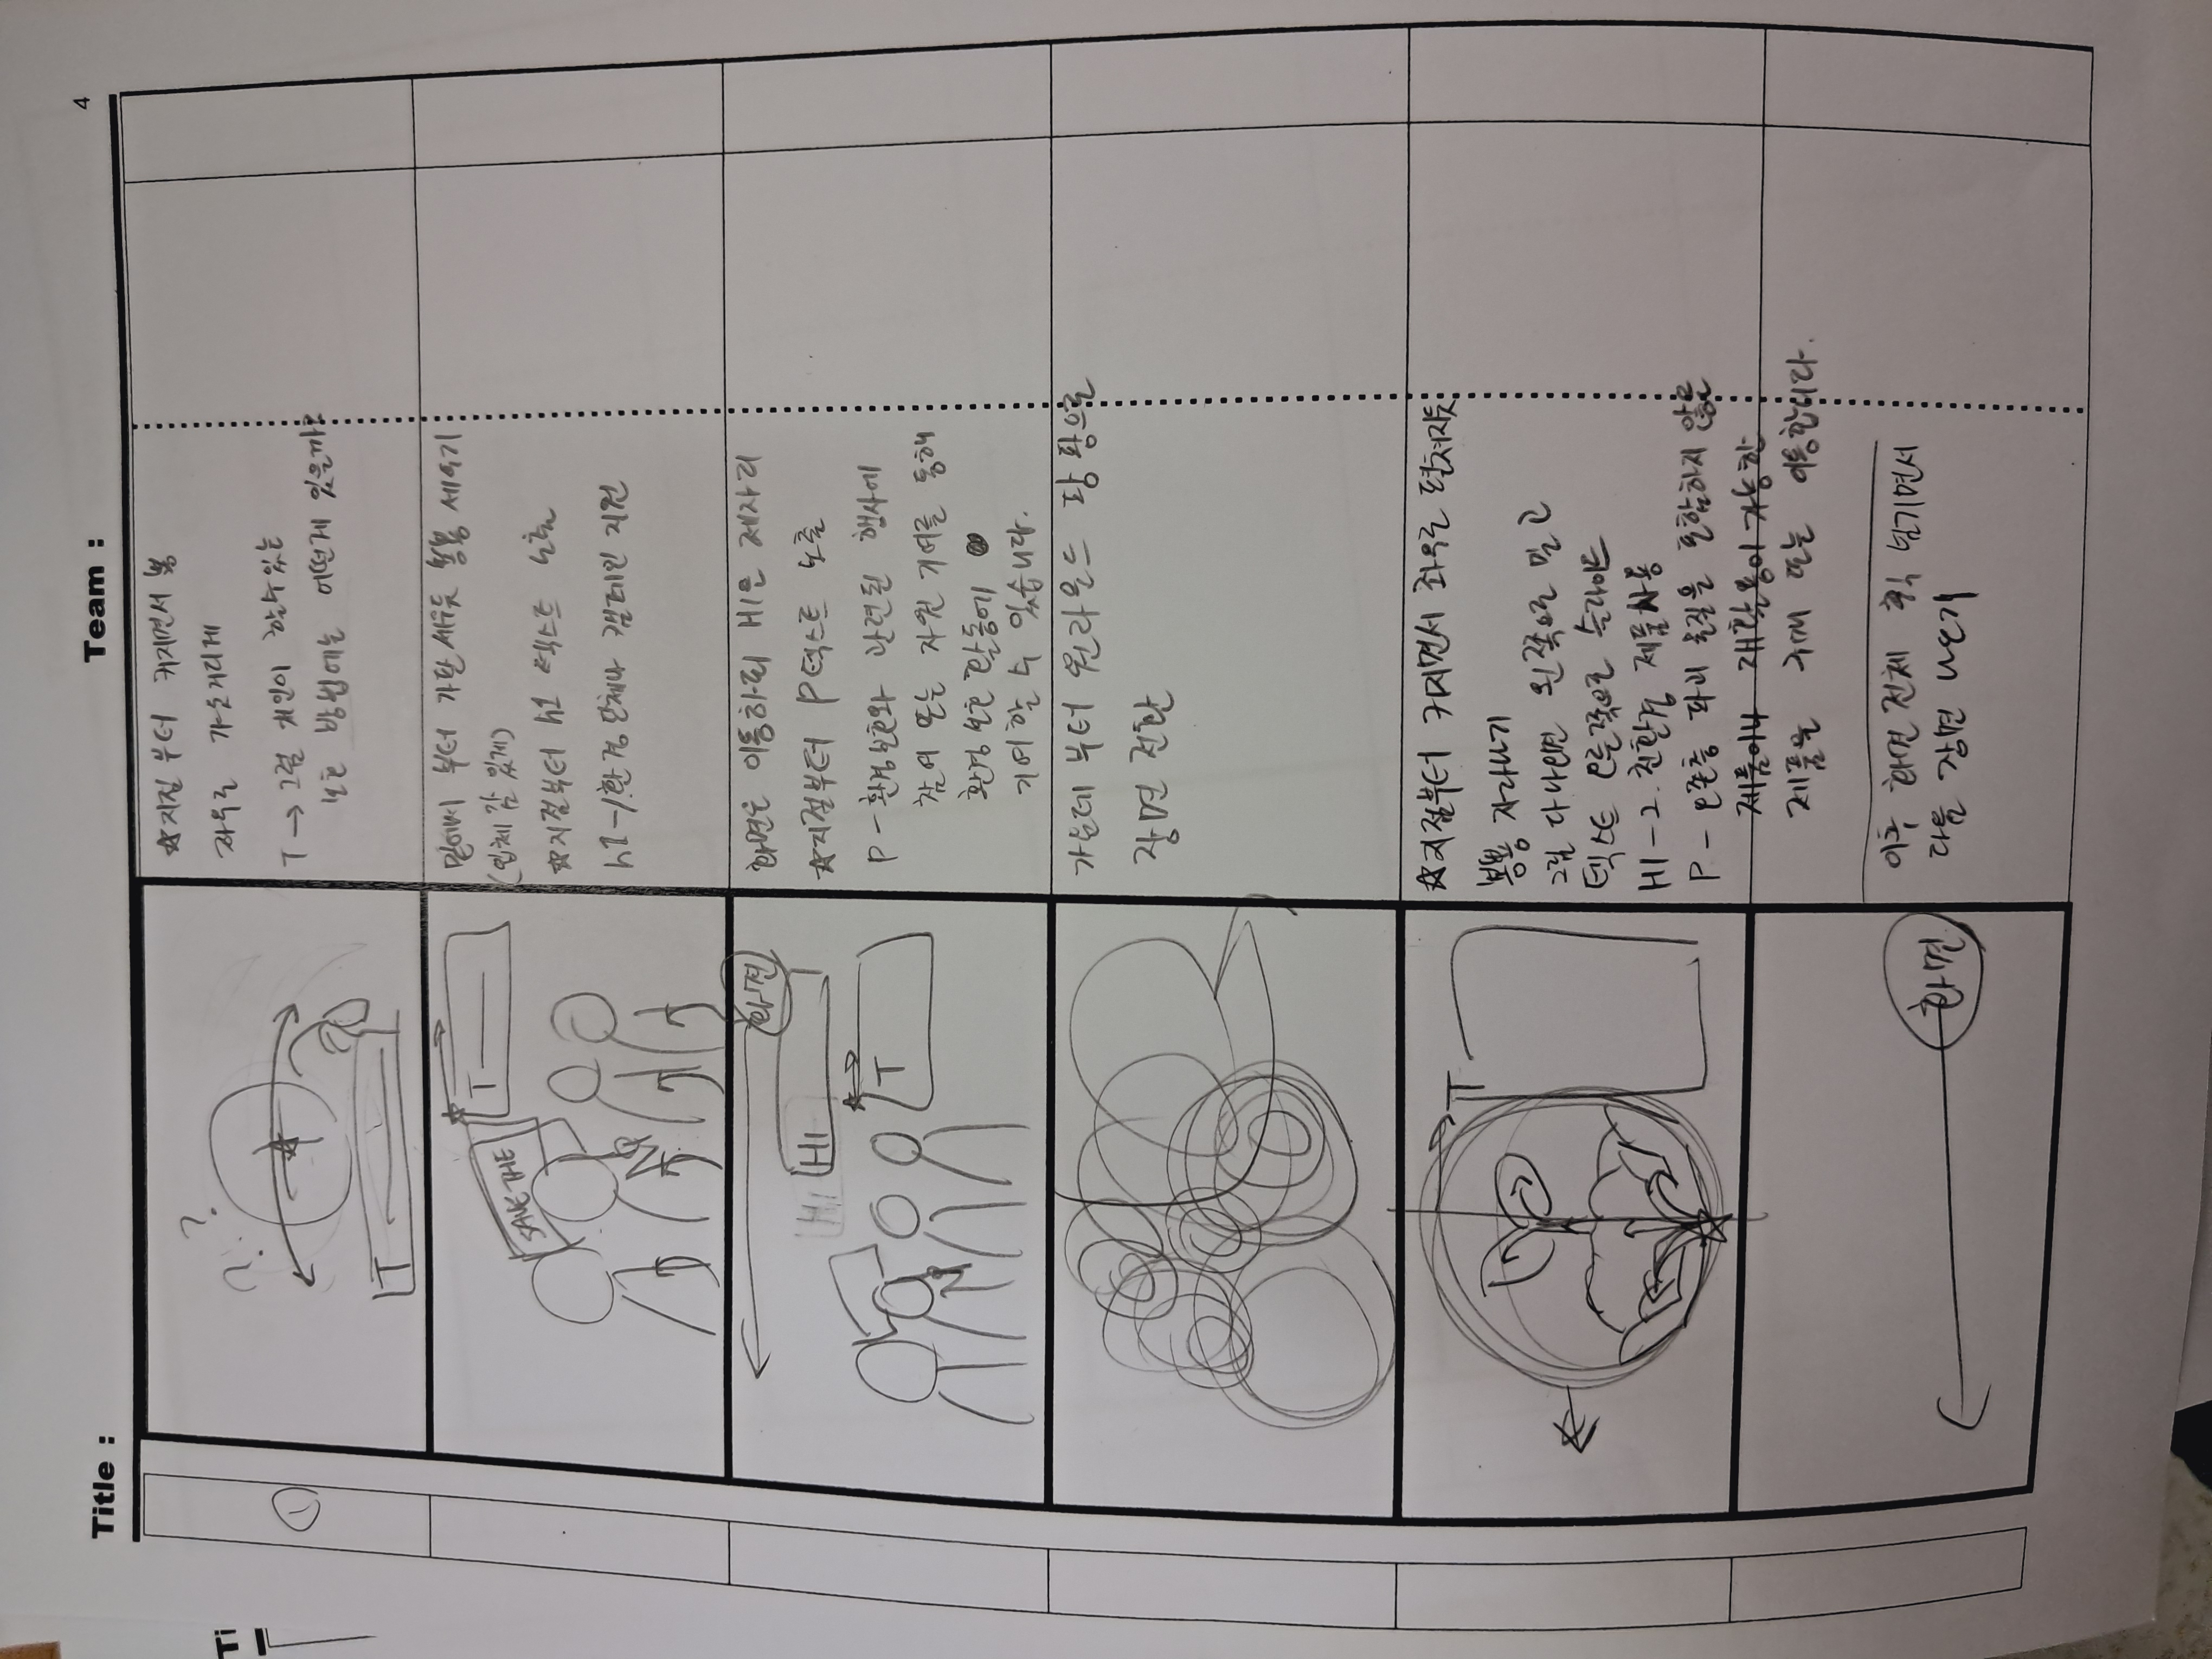 Title :
Team :
4
Ti
①
? ?
T
☆지점 부터 커지면서 뿅
좌우로 갸웃거리게
T → 그럼 개인이 할수있는
보호 방법에는 어떤게 있을까요
SAVE THE
T
밑에서 부터 가판 세우듯 뿅뿅 세우기
(입체감 있게)
☆지점부터 h1 텍스트 노출
h1 - 1. 환경단체나 캠페인 지원
화면
H1
H1
T
화면은 이동하되 H1은 제자리
☆지점부터 P텍스트 노출
P - 환경보호와 관련된 행사에
참여 또는 자원 기여를 통해
환경 보호 활동에
기여할 수 있습니다.
가운데 부터 원라운드 팡팡으로
장면 전환
T
☆지점부터 커지면서 좌우로 펼쳐지듯
뿅뿅 자라나기
그림 다 나오면 왼쪽으로 밀고
텍스트 오른쪽으로 슬라이드
H1 - 2. 친환경 제품사용
P - 오존층 파괴 물질을 포함하지 않은
제품이나 재활용이 가능한
제품을 구매 또는 이용합니다.
화면
이후 화면 전체 휙 넘기면서
다음 장면 나오기